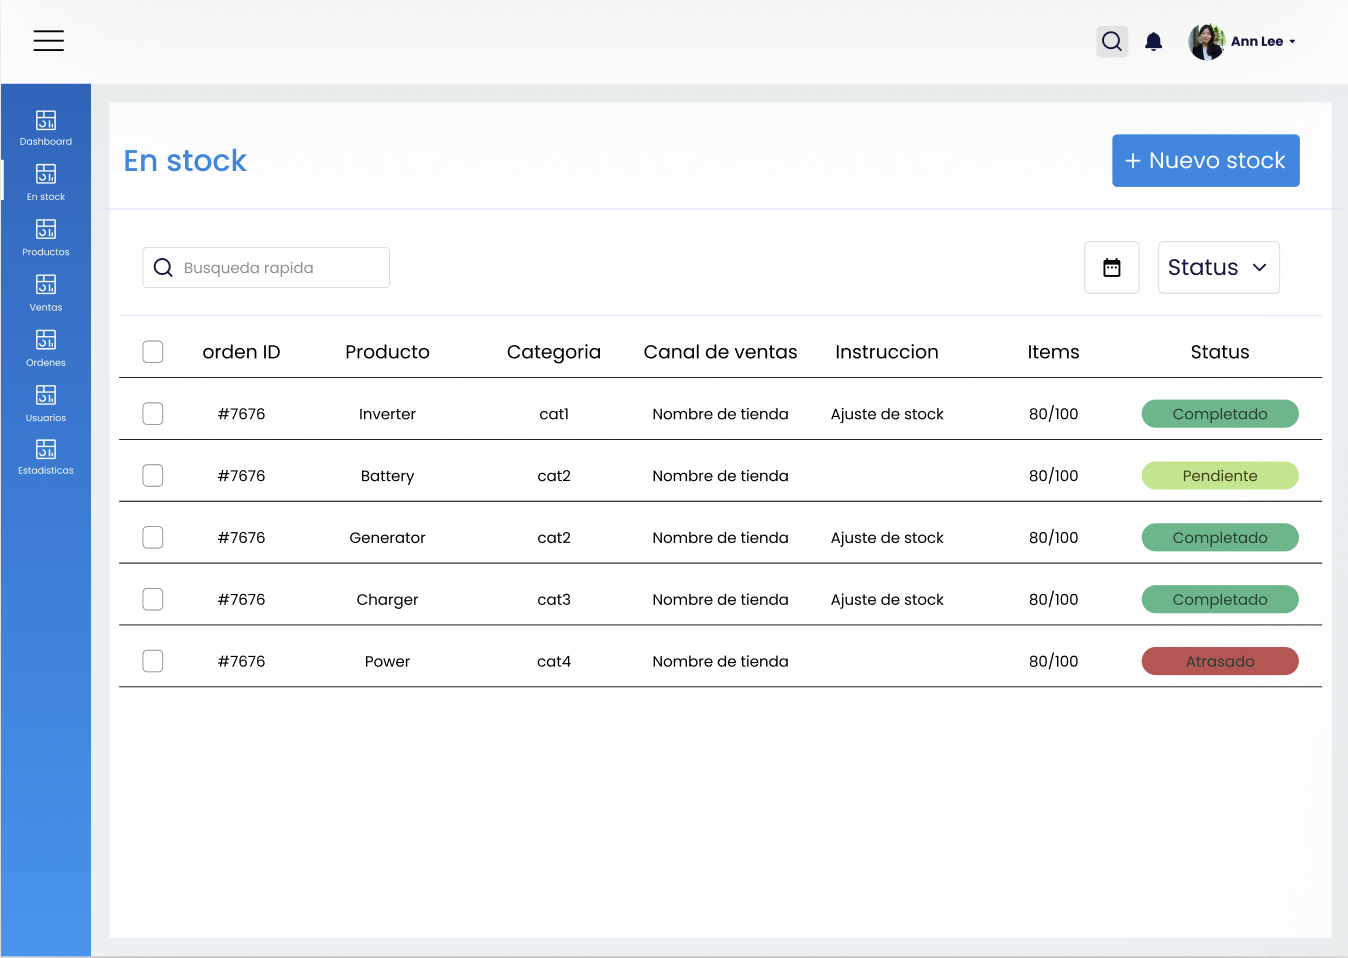 Ann Lee
Dashboard
En stock
Productos
Ventas
Ordenes
Usuarios
Estadisticas
En stock
+ Nuevo stock
Busqueda rapida
Status
orden ID Producto Categoria Canal de ventas Instruccion Items Status
#7676 Inverter cat1 Nombre de tienda Ajuste de stock 80/100 Completado
#7676 Battery cat2 Nombre de tienda 80/100 Pendiente
#7676 Generator cat2 Nombre de tienda Ajuste de stock 80/100 Completado
#7676 Charger cat3 Nombre de tienda Ajuste de stock 80/100 Completado
#7676 Power cat4 Nombre de tienda 80/100 Atrasado